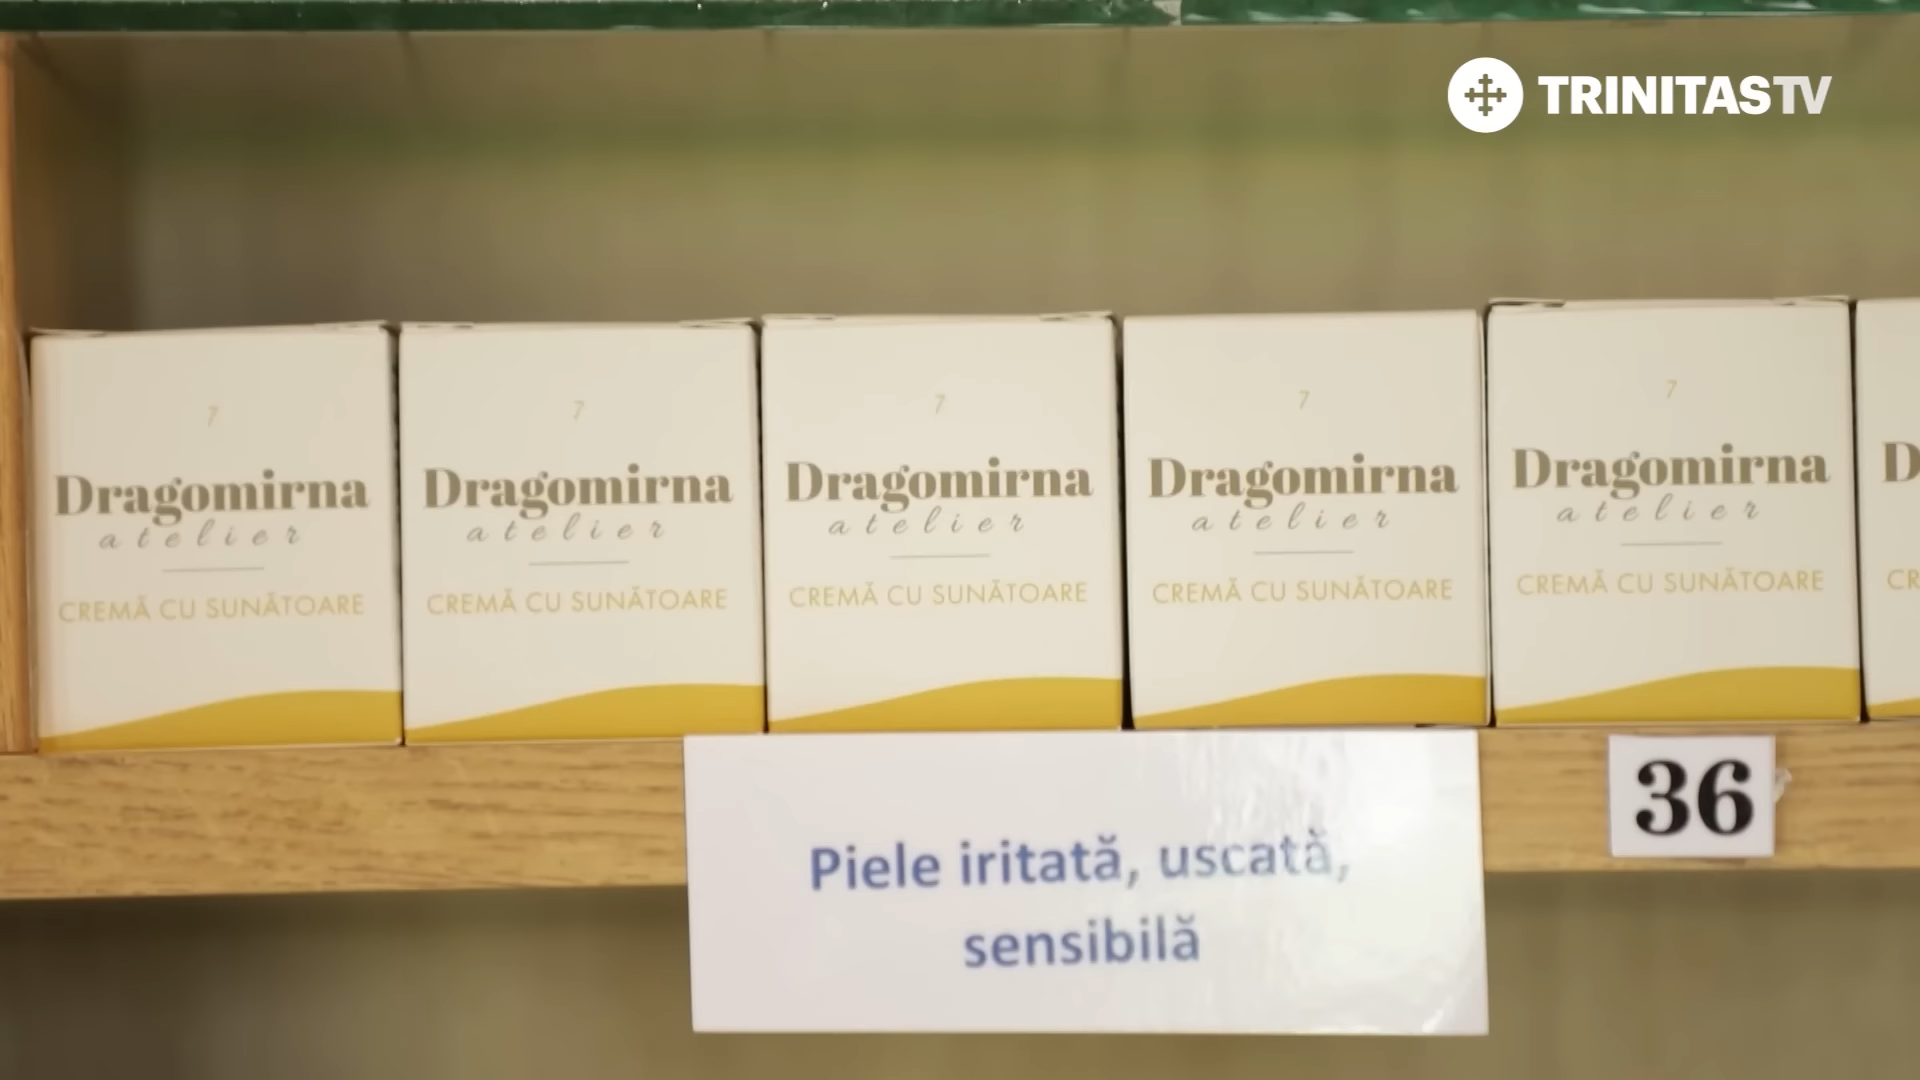 TRINITASTV
7
Dragomirna
atelier
CREMĂ CU SUNĂTOARE
7
Dragomirna
atelier
CREMĂ CU SUNĂTOARE
7
Dragomirna
atelier
CREMĂ CU SUNĂTOARE
7
Dragomirna
atelier
CREMĂ CU SUNĂTOARE
7
Dragomirna
atelier
CREMĂ CU SUNĂTOARE
D
CR
36
Piele iritată, uscată,
sensibilă